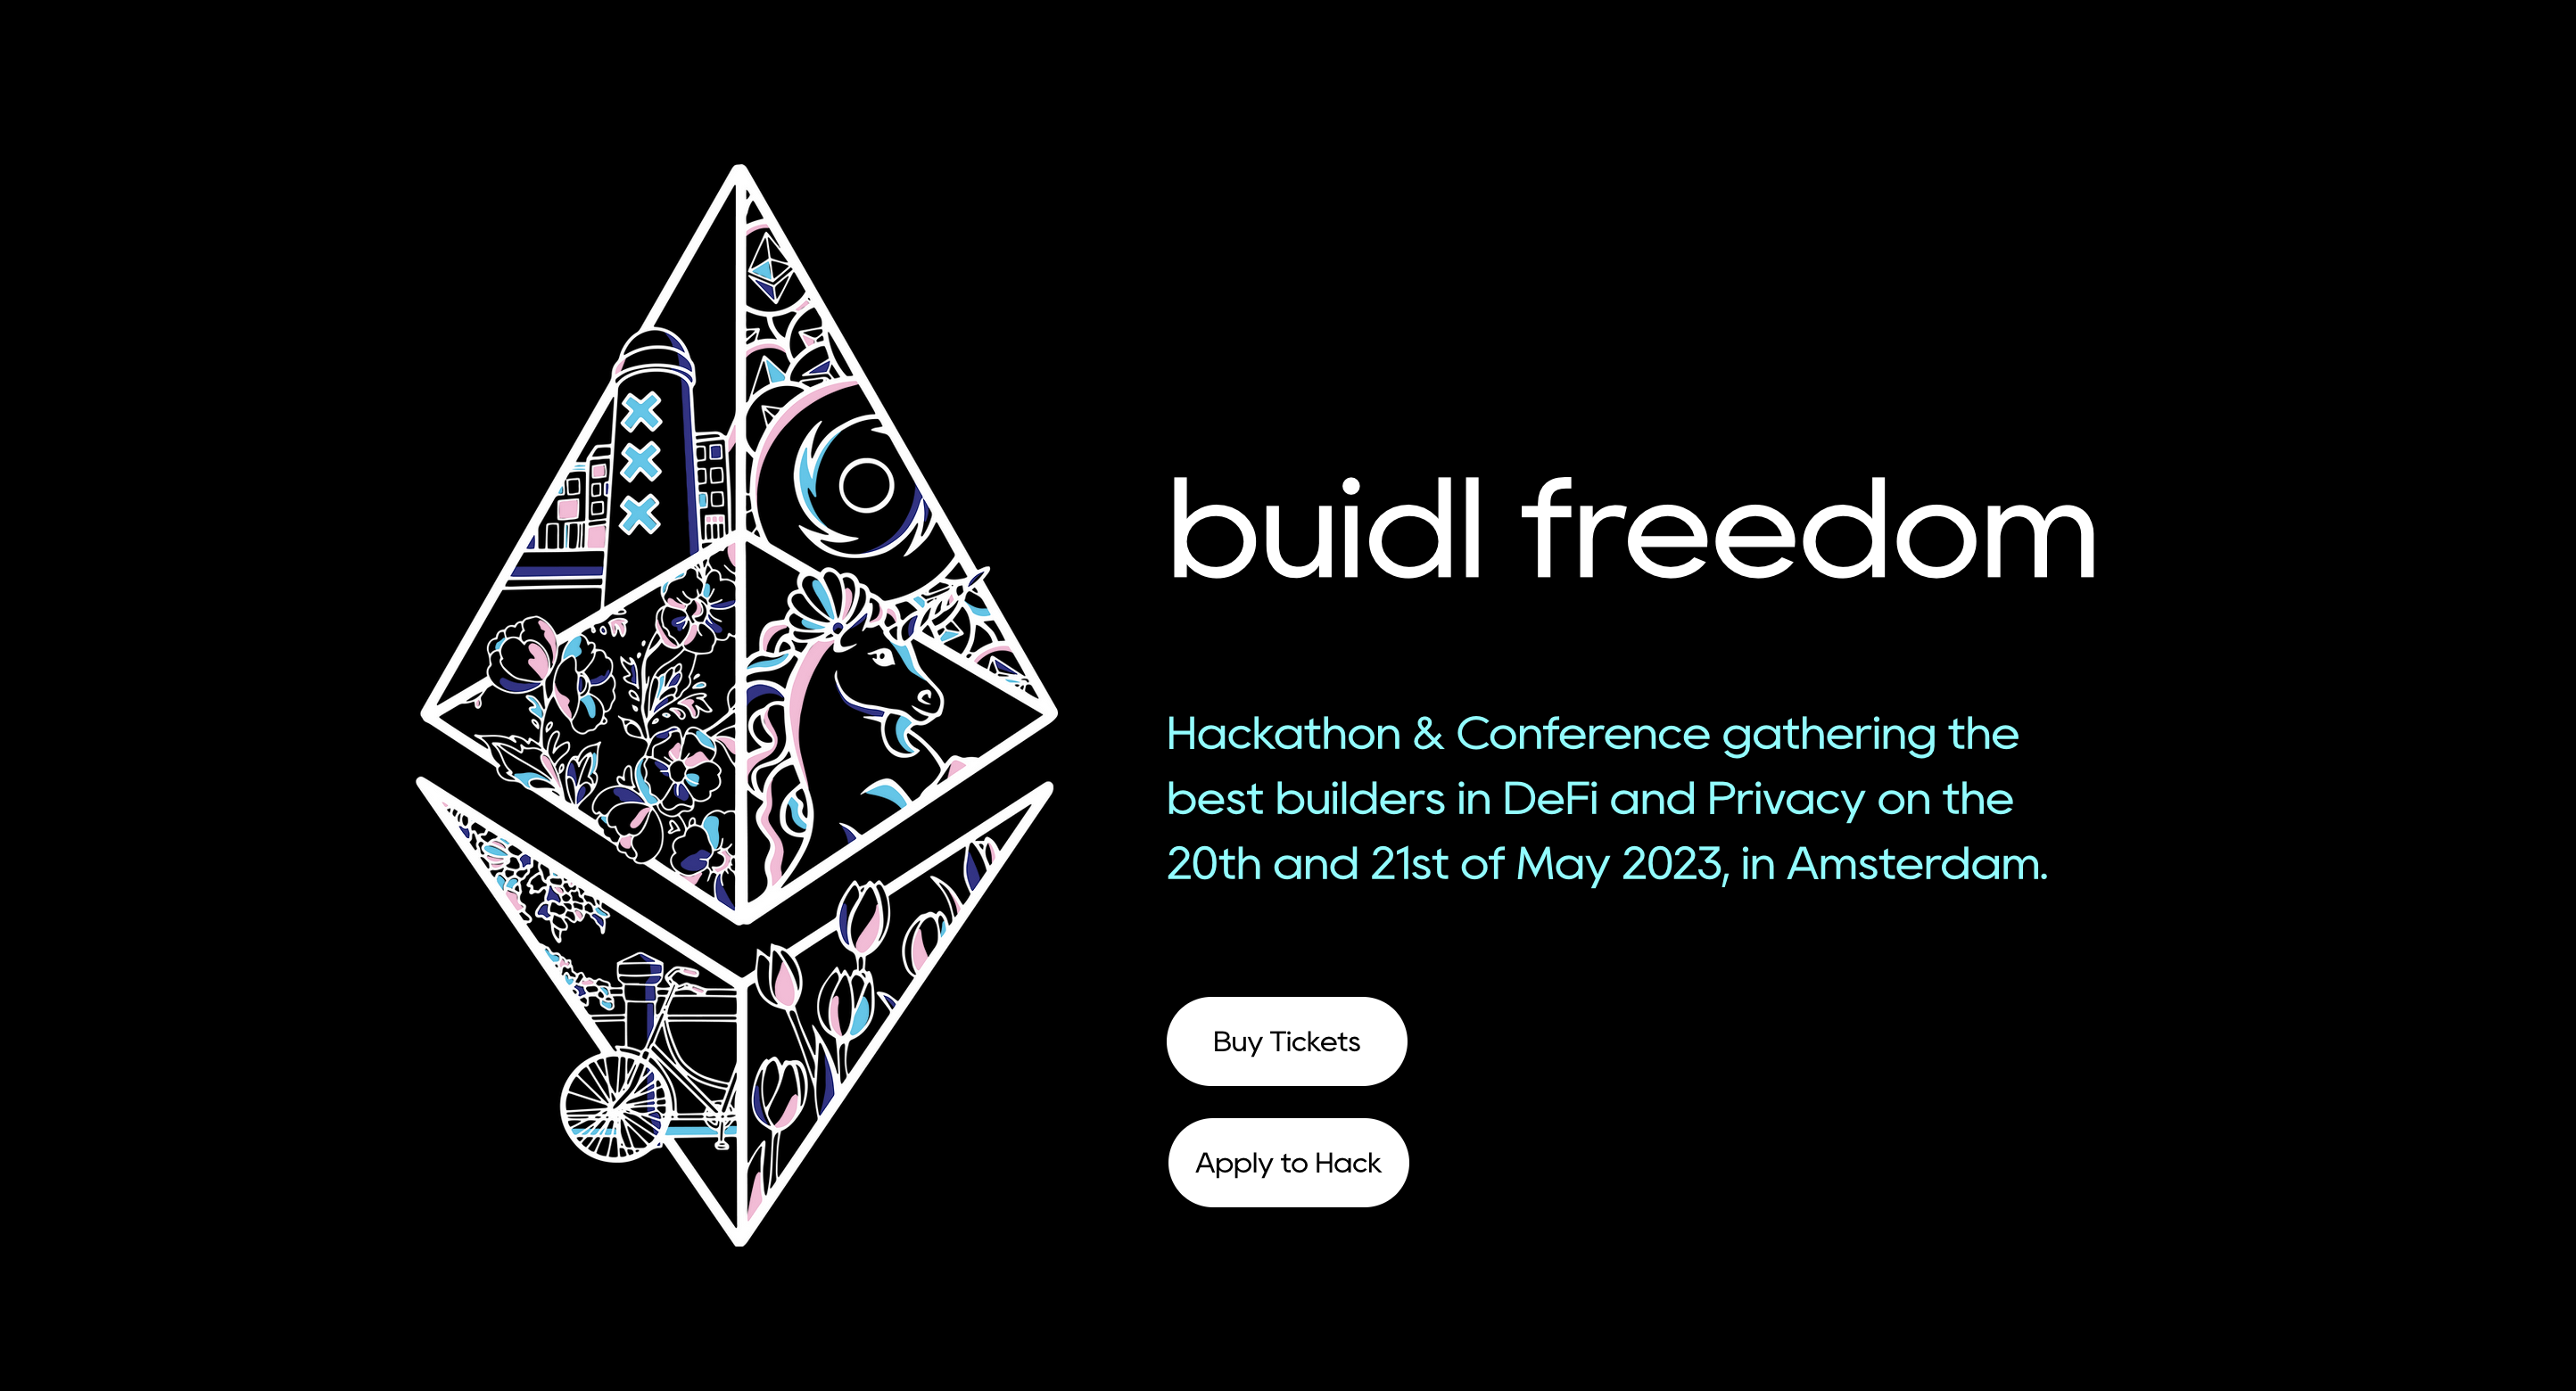 buidl freedom
Hackathon & Conference gathering the
best builders in DeFi and Privacy on the
20th and 21st of May 2023, in Amsterdam.
Buy Tickets
Apply to Hack